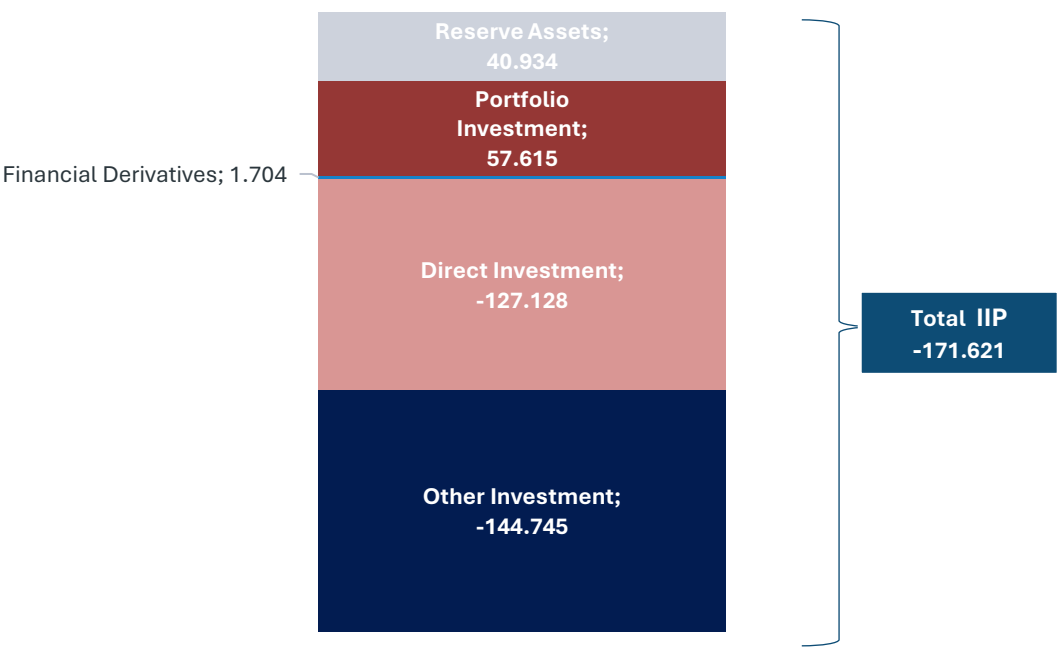 Reserve Assets;
40.934
Portfolio
Investment;
57.615
Financial Derivatives; 1.704
Direct Investment;
-127.128
Total IIP
-171.621
Other Investment;
-144.745